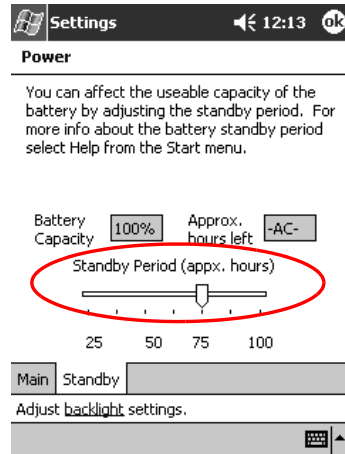 Settings 12:13 ok
Power
You can affect the useable capacity of the
battery by adjusting the standby period. For
more info about the battery standby period
select Help from the Start menu.
Battery Capacity 100% Approx. hours left -AC-
Standby Period (appx. hours)
25 50 75 100
Main Standby
Adjust backlight settings.